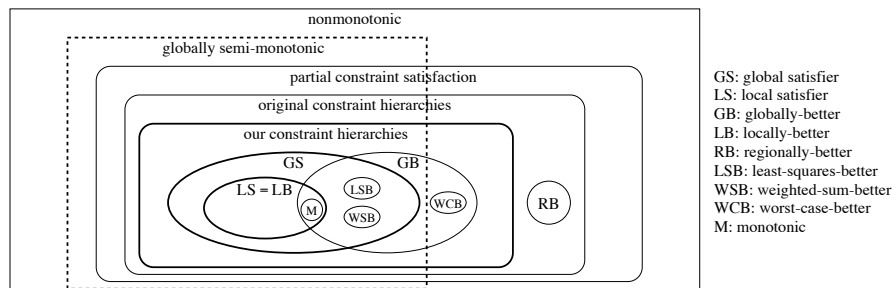 nonmonotonic
globally semi-monotonic
partial constraint satisfaction
original constraint hierarchies
our constraint hierarchies
GS
GB
LS = LB
LSB
M
WSB
WCB
RB
GS: global satisfier
LS: local satisfier
GB: globally-better
LB: locally-better
RB: regionally-better
LSB: least-squares-better
WSB: weighted-sum-better
WCB: worst-case-better
M: monotonic